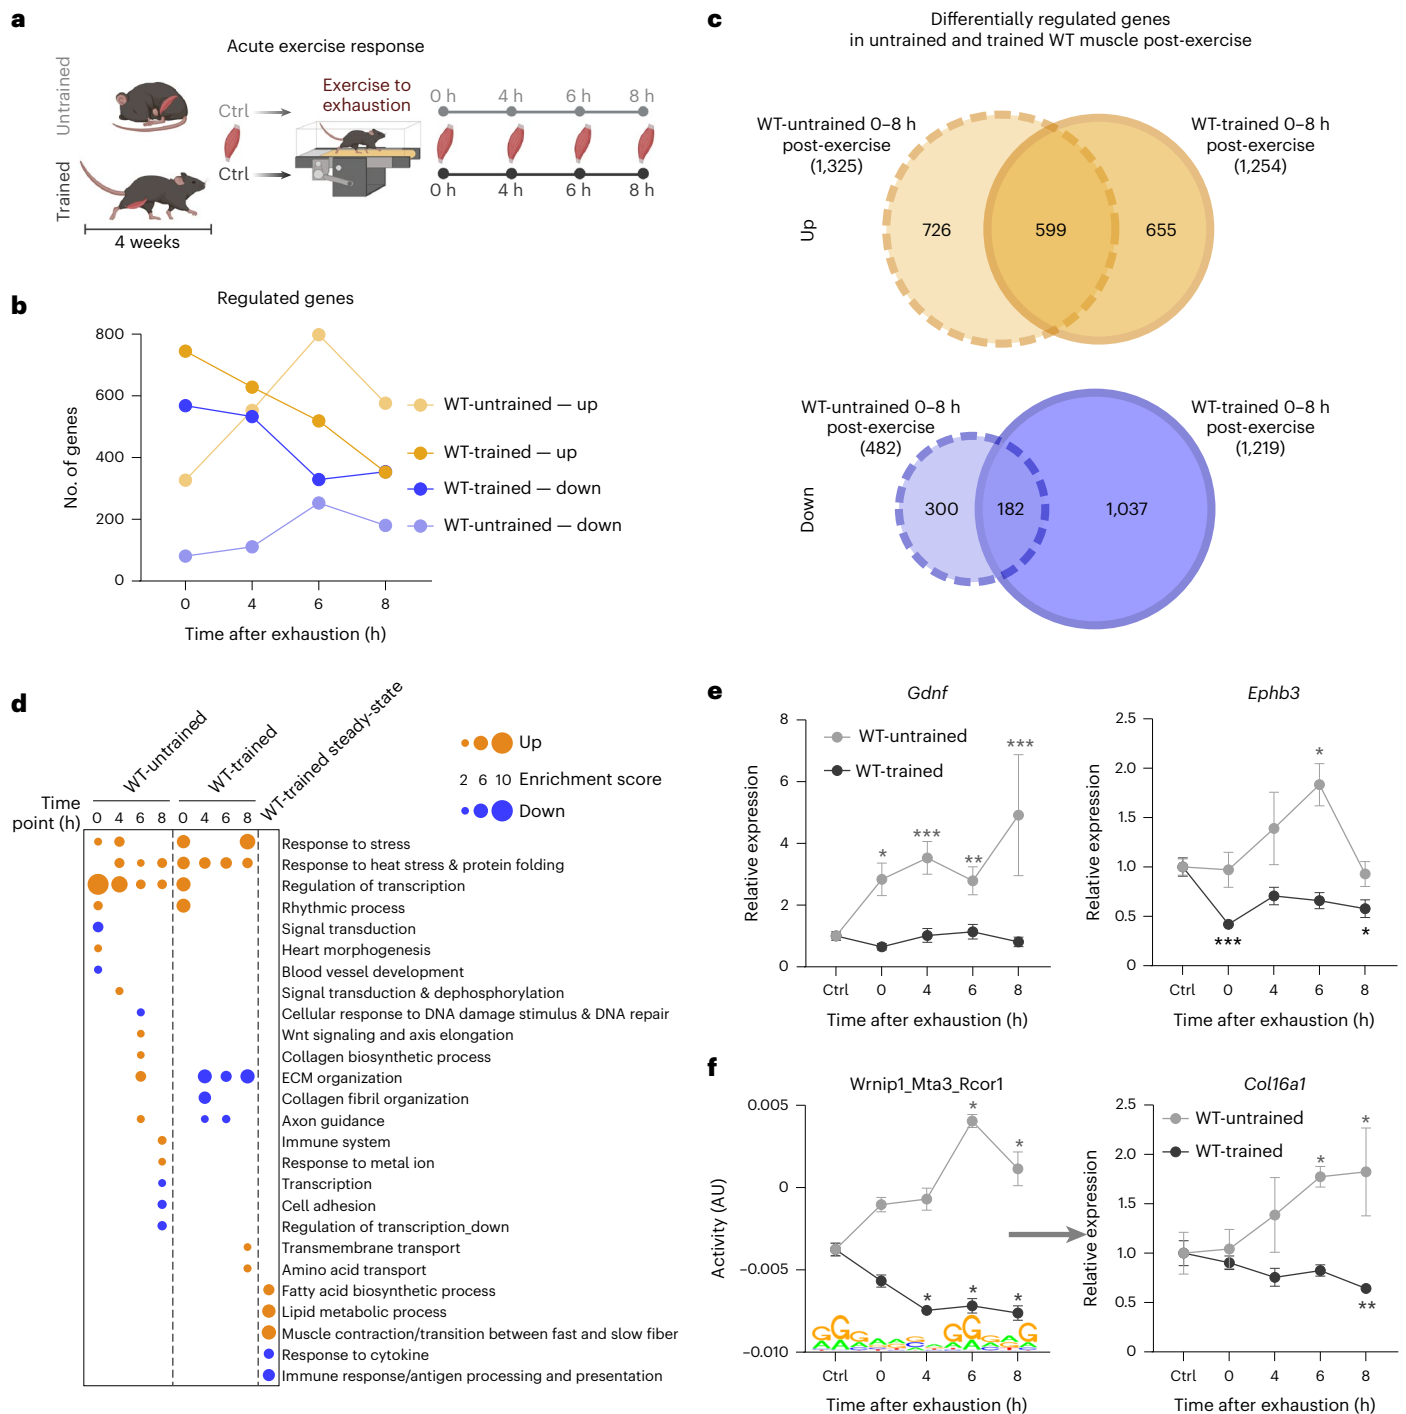 a
Acute exercise response
Untrained
Trained
Ctrl
Ctrl
Exercise to
exhaustion
0 h 4 h 6 h 8 h
0 h 4 h 6 h 8 h
4 weeks
b
Regulated genes
No. of genes
800
600
400
200
0
0 4 6 8
Time after exhaustion (h)
WT-untrained — up
WT-trained — up
WT-trained — down
WT-untrained — down
c
Differentially regulated genes
in untrained and trained WT muscle post-exercise
Up
WT-untrained 0–8 h
post-exercise
(1,325)
WT-trained 0–8 h
post-exercise
(1,254)
726 599 655
Down
WT-untrained 0–8 h
post-exercise
(482)
WT-trained 0–8 h
post-exercise
(1,219)
300 182 1,037
d
WT-untrained
WT-trained
WT-trained steady-state
Time
point (h)
0 4 6 8 0 4 6 8
Up
2 6 10 Enrichment score
Down
Response to stress
Response to heat stress & protein folding
Regulation of transcription
Rhythmic process
Signal transduction
Heart morphogenesis
Blood vessel development
Signal transduction & dephosphorylation
Cellular response to DNA damage stimulus & DNA repair
Wnt signaling and axis elongation
Collagen biosynthetic process
ECM organization
Collagen fibril organization
Axon guidance
Immune system
Response to metal ion
Transcription
Cell adhesion
Regulation of transcription_down
Transmembrane transport
Amino acid transport
Fatty acid biosynthetic process
Lipid metabolic process
Muscle contraction/transition between fast and slow fiber
Response to cytokine
Immune response/antigen processing and presentation
e
Gdnf
Relative expression
8
6
4
2
0
WT-untrained
WT-trained
*
***
**
***
Ctrl 0 4 6 8
Time after exhaustion (h)
Ephb3
Relative expression
2.5
2.0
1.5
1.0
0.5
0
*
***
*
Ctrl 0 4 6 8
Time after exhaustion (h)
f
Wrnip1_Mta3_Rcor1
Activity (AU)
0.005
0
–0.005
–0.010
*
*
*
*
*
Ctrl 0 4 6 8
Time after exhaustion (h)
Col16a1
Relative expression
2.5
2.0
1.5
1.0
0.5
0
WT-untrained
WT-trained
*
*
**
Ctrl 0 4 6 8
Time after exhaustion (h)